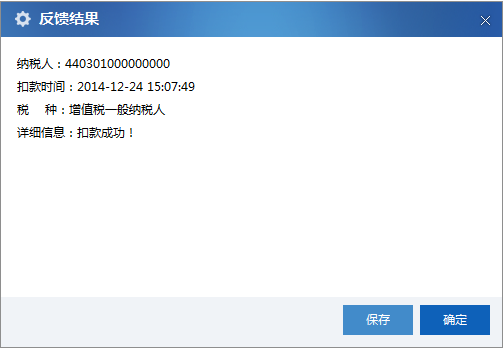 反馈结果
纳税人：440301000000000
扣款时间：2014-12-24 15:07:49
税　种：增值税一般纳税人
详细信息：扣款成功！
保存
确定